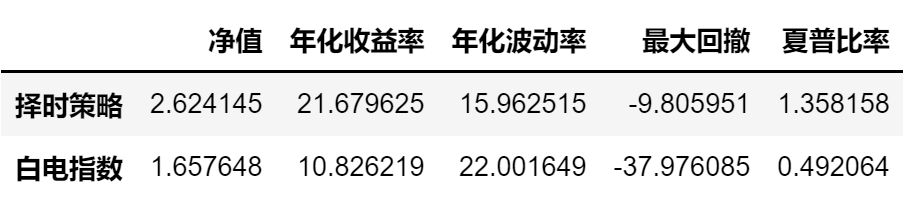 净值 年化收益率 年化波动率 最大回撤 夏普比率
择时策略 2.624145 21.679625 15.962515 -9.805951 1.358158
白电指数 1.657648 10.826219 22.001649 -37.976085 0.492064